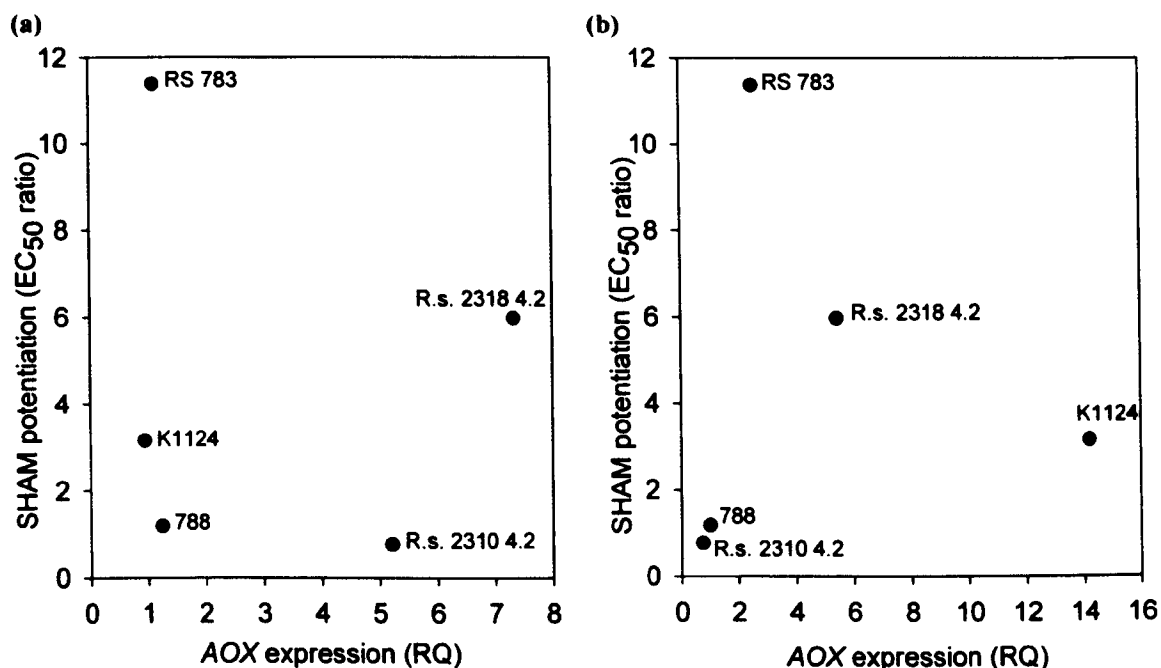 (a)
12
10
8
6
4
2
0
SHAM potentiation (EC50 ratio)
RS 783
R.s. 2318 4.2
K1124
788
R.s. 2310 4.2
0 1 2 3 4 5 6 7 8
AOX expression (RQ)
(b)
12
10
8
6
4
2
0
SHAM potentiation (EC50 ratio)
RS 783
R.s. 2318 4.2
K1124
788
R.s. 2310 4.2
0 2 4 6 8 10 12 14 16
AOX expression (RQ)